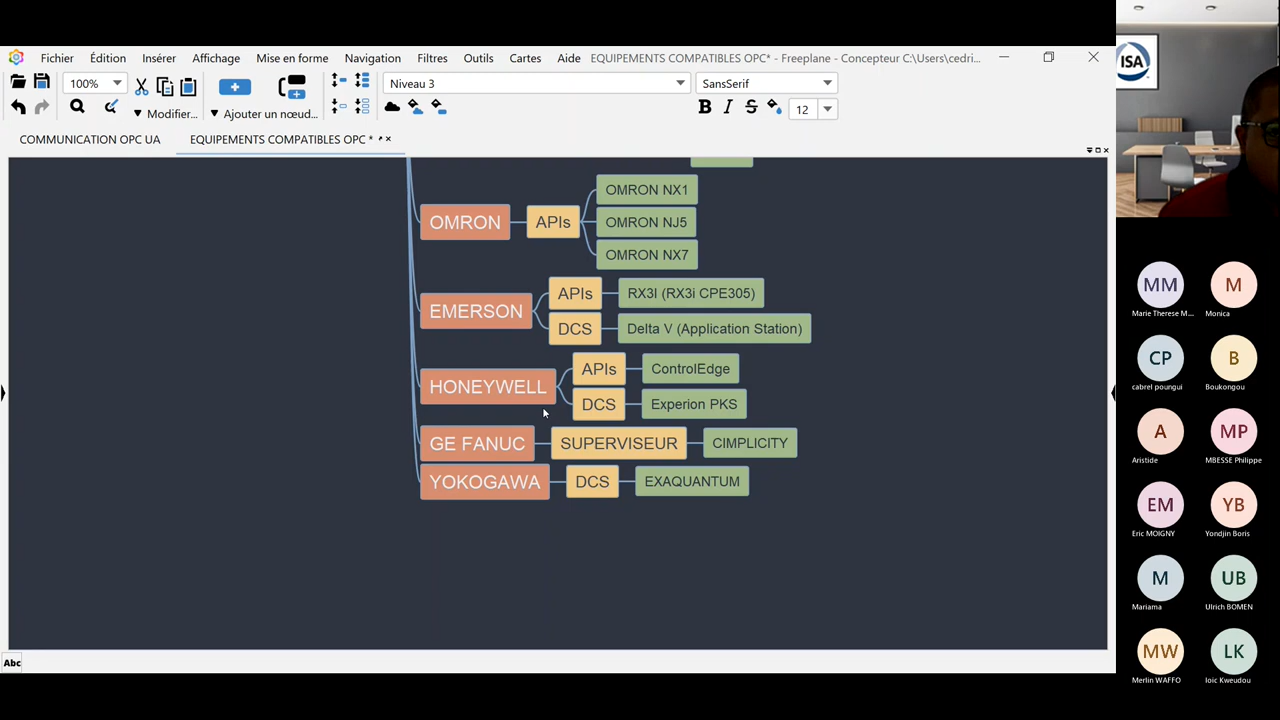 Fichier Édition Insérer Affichage Mise en forme Navigation Filtres Outils Cartes Aide EQUIPEMENTS COMPATIBLES OPC* - Freeplane - Concepteur C:\Users\cedri...
100% Niveau 3 SansSerif
Modifier... Ajouter un nœud... B I S 12
COMMUNICATION OPC UA EQUIPEMENTS COMPATIBLES OPC *
OMRON APIs OMRON NX1
OMRON NJ5
OMRON NX7
EMERSON APIs RX3I (RX3i CPE305)
DCS Delta V (Application Station)
HONEYWELL APIs ControlEdge
DCS Experion PKS
GE FANUC SUPERVISEUR CIMPLICITY
YOKOGAWA DCS EXAQUANTUM
Abc
ISA
MM M
Marie Therese M... Monica
CP B
cabrel poungui Boukongou
A MP
Aristide MBESSE Philippe
EM YB
Eric MOIGNY Yondjin Boris
M UB
Mariama Ulrich BOMEN
MW LK
Merlin WAFFO loic Kweudou